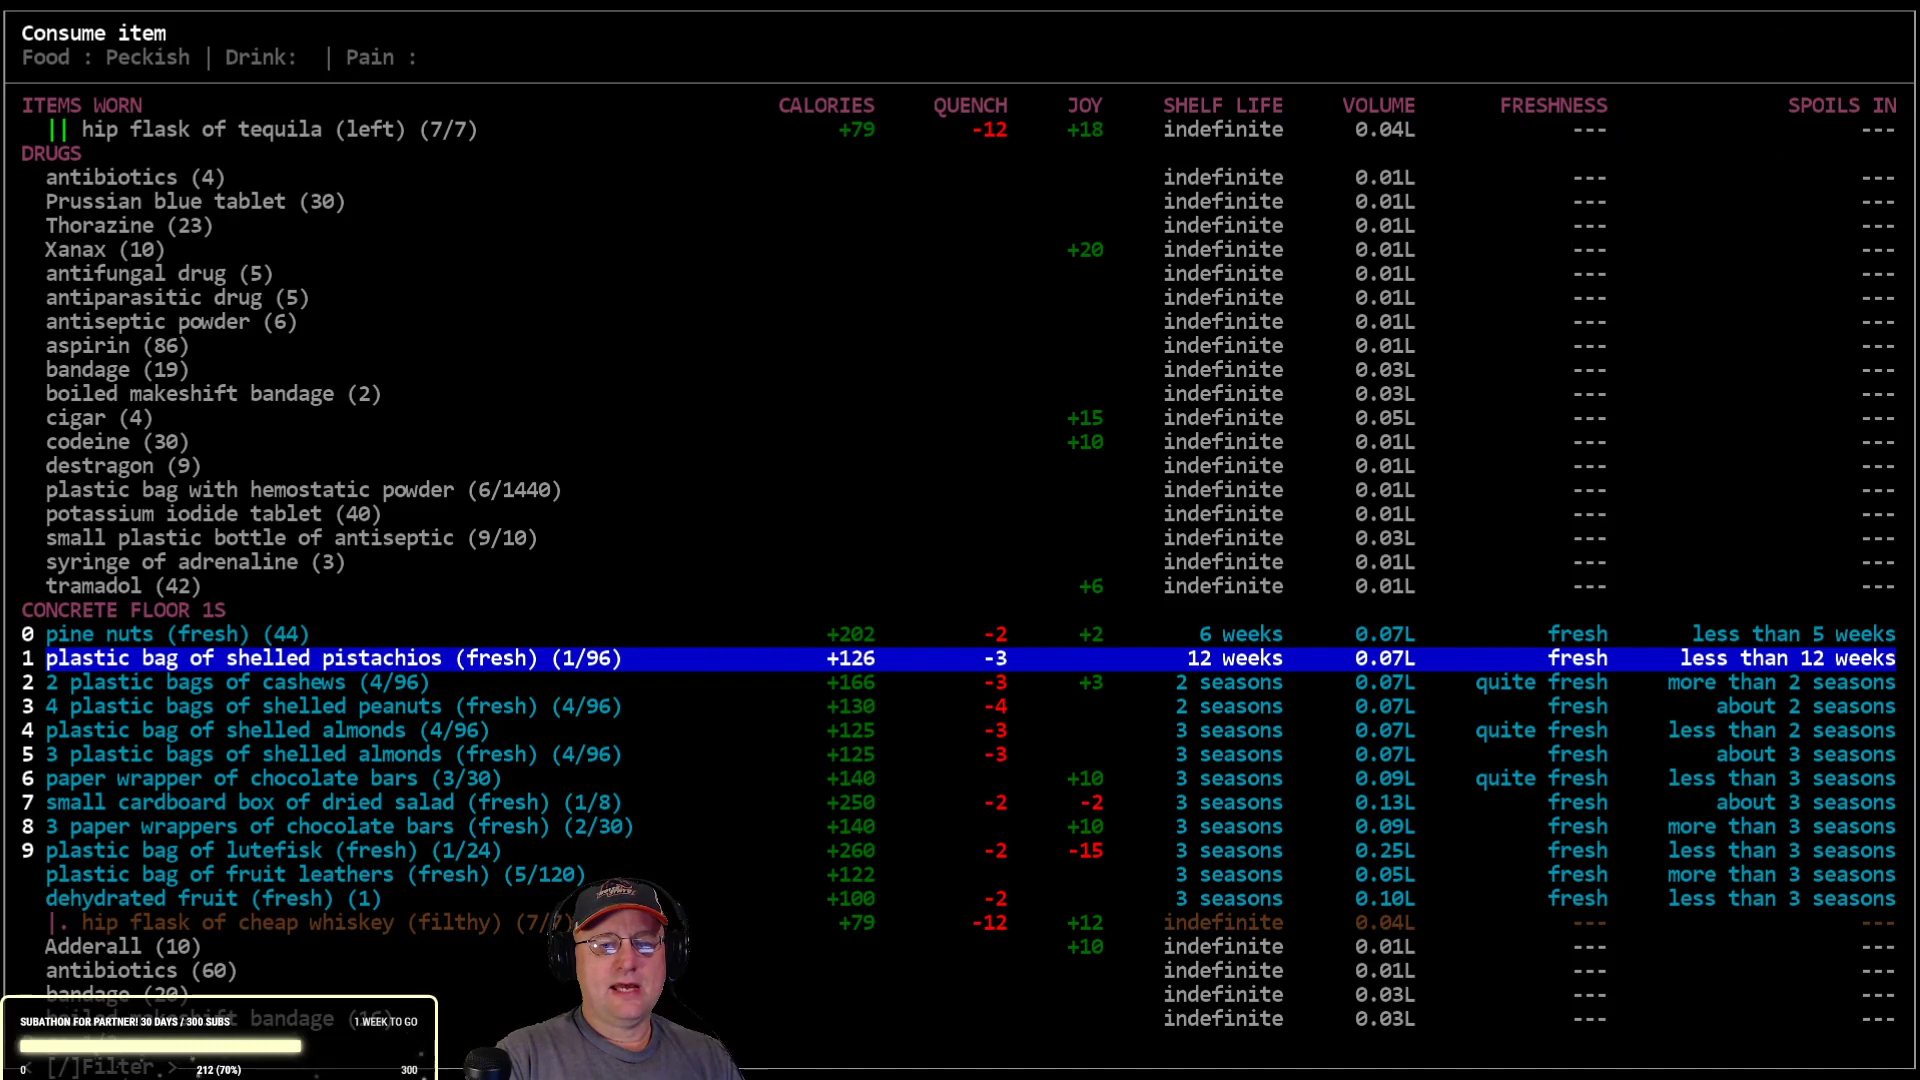 Consume item
Food : Peckish | Drink:  | Pain :
ITEMS WORN CALORIES QUENCH JOY SHELF LIFE VOLUME FRESHNESS SPOILS IN
|| hip flask of tequila (left) (7/7) +79 -12 +18 indefinite 0.04L --- ---
DRUGS
antibiotics (4) indefinite 0.01L --- ---
Prussian blue tablet (30) indefinite 0.01L --- ---
Thorazine (23) indefinite 0.01L --- ---
Xanax (10) +20 indefinite 0.01L --- ---
antifungal drug (5) indefinite 0.01L --- ---
antiparasitic drug (5) indefinite 0.01L --- ---
antiseptic powder (6) indefinite 0.01L --- ---
aspirin (86) indefinite 0.01L --- ---
bandage (19) indefinite 0.03L --- ---
boiled makeshift bandage (2) indefinite 0.03L --- ---
cigar (4) +15 indefinite 0.05L --- ---
codeine (30) +10 indefinite 0.01L --- ---
destragon (9) indefinite 0.01L --- ---
plastic bag with hemostatic powder (6/1440) indefinite 0.01L --- ---
potassium iodide tablet (40) indefinite 0.01L --- ---
small plastic bottle of antiseptic (9/10) indefinite 0.03L --- ---
syringe of adrenaline (3) indefinite 0.01L --- ---
tramadol (42) +6 indefinite 0.01L --- ---
CONCRETE FLOOR 1S
0 pine nuts (fresh) (44) +202 -2 +2 6 weeks 0.07L fresh less than 5 weeks
1 plastic bag of shelled pistachios (fresh) (1/96) +126 -3 12 weeks 0.07L fresh less than 12 weeks
2 2 plastic bags of cashews (4/96) +166 -3 +3 2 seasons 0.07L quite fresh more than 2 seasons
3 4 plastic bags of shelled peanuts (fresh) (4/96) +130 -4 2 seasons 0.07L fresh about 2 seasons
4 plastic bag of shelled almonds (4/96) +125 -3 3 seasons 0.07L quite fresh less than 2 seasons
5 3 plastic bags of shelled almonds (fresh) (4/96) +125 -3 3 seasons 0.07L fresh about 3 seasons
6 paper wrapper of chocolate bars (3/30) +140 +10 3 seasons 0.09L quite fresh less than 3 seasons
7 small cardboard box of dried salad (fresh) (1/8) +250 -2 -2 3 seasons 0.13L fresh about 3 seasons
8 3 paper wrappers of chocolate bars (fresh) (2/30) +140 +10 3 seasons 0.09L fresh more than 3 seasons
9 plastic bag of lutefisk (fresh) (1/24) +260 -2 -15 3 seasons 0.25L fresh less than 3 seasons
plastic bag of fruit leathers (fresh) (5/120) +122 3 seasons 0.05L fresh more than 3 seasons
dehydrated fruit (fresh) (1) +100 -2 3 seasons 0.10L fresh less than 3 seasons
|. hip flask of cheap whiskey (filthy) (7/7) +79 -12 +12 indefinite 0.04L --- ---
Adderall (10) +10 indefinite 0.01L --- ---
antibiotics (60) indefinite 0.01L --- ---
bandage (20) indefinite 0.03L --- ---
boiled makeshift bandage indefinite 0.03L --- ---
SUBATHON FOR PARTNER! 30 DAYS / 300 SUBS 1 WEEK TO GO
< [/]Filter >
0 212 (70%) 300